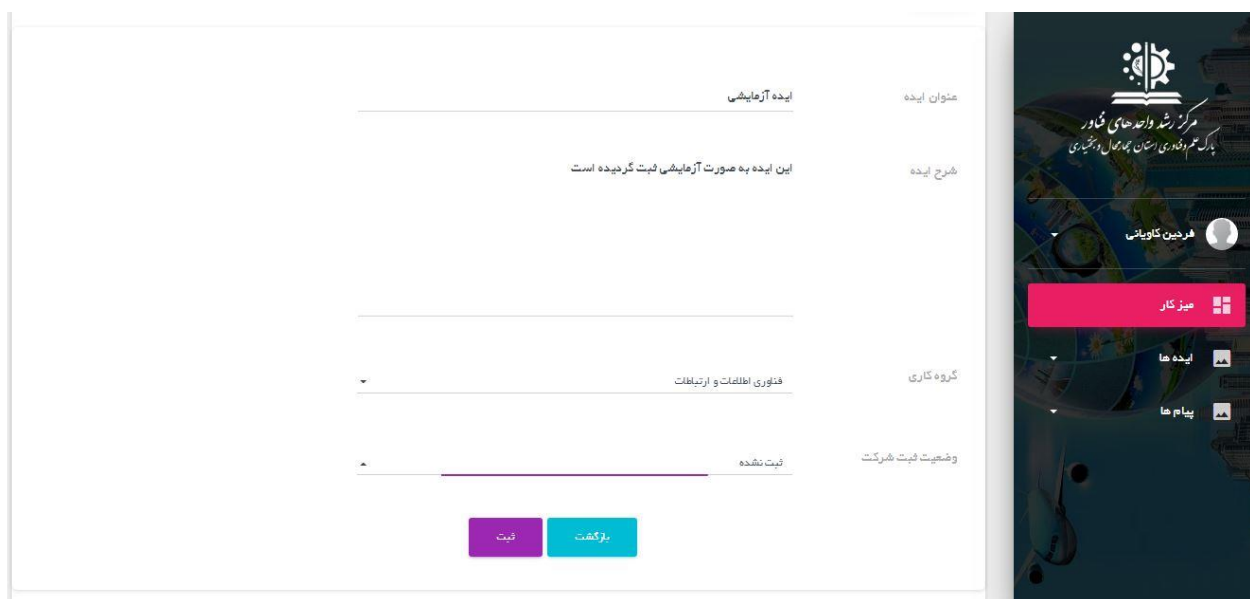 مرکز رشد واحدهای فناور
پارک علم و فناوری استان چهارمحال و بختیاری
فردین کاویانی
میز کار
ایده ها
پیام ها
عنوان ایده
ایده آزمایشی
شرح ایده
این ایده به صورت آزمایشی ثبت گردیده است
گروه کاری
فناوری اطلاعات و ارتباطات
وضعیت ثبت شرکت
ثبت نشده
بازگشت
ثبت